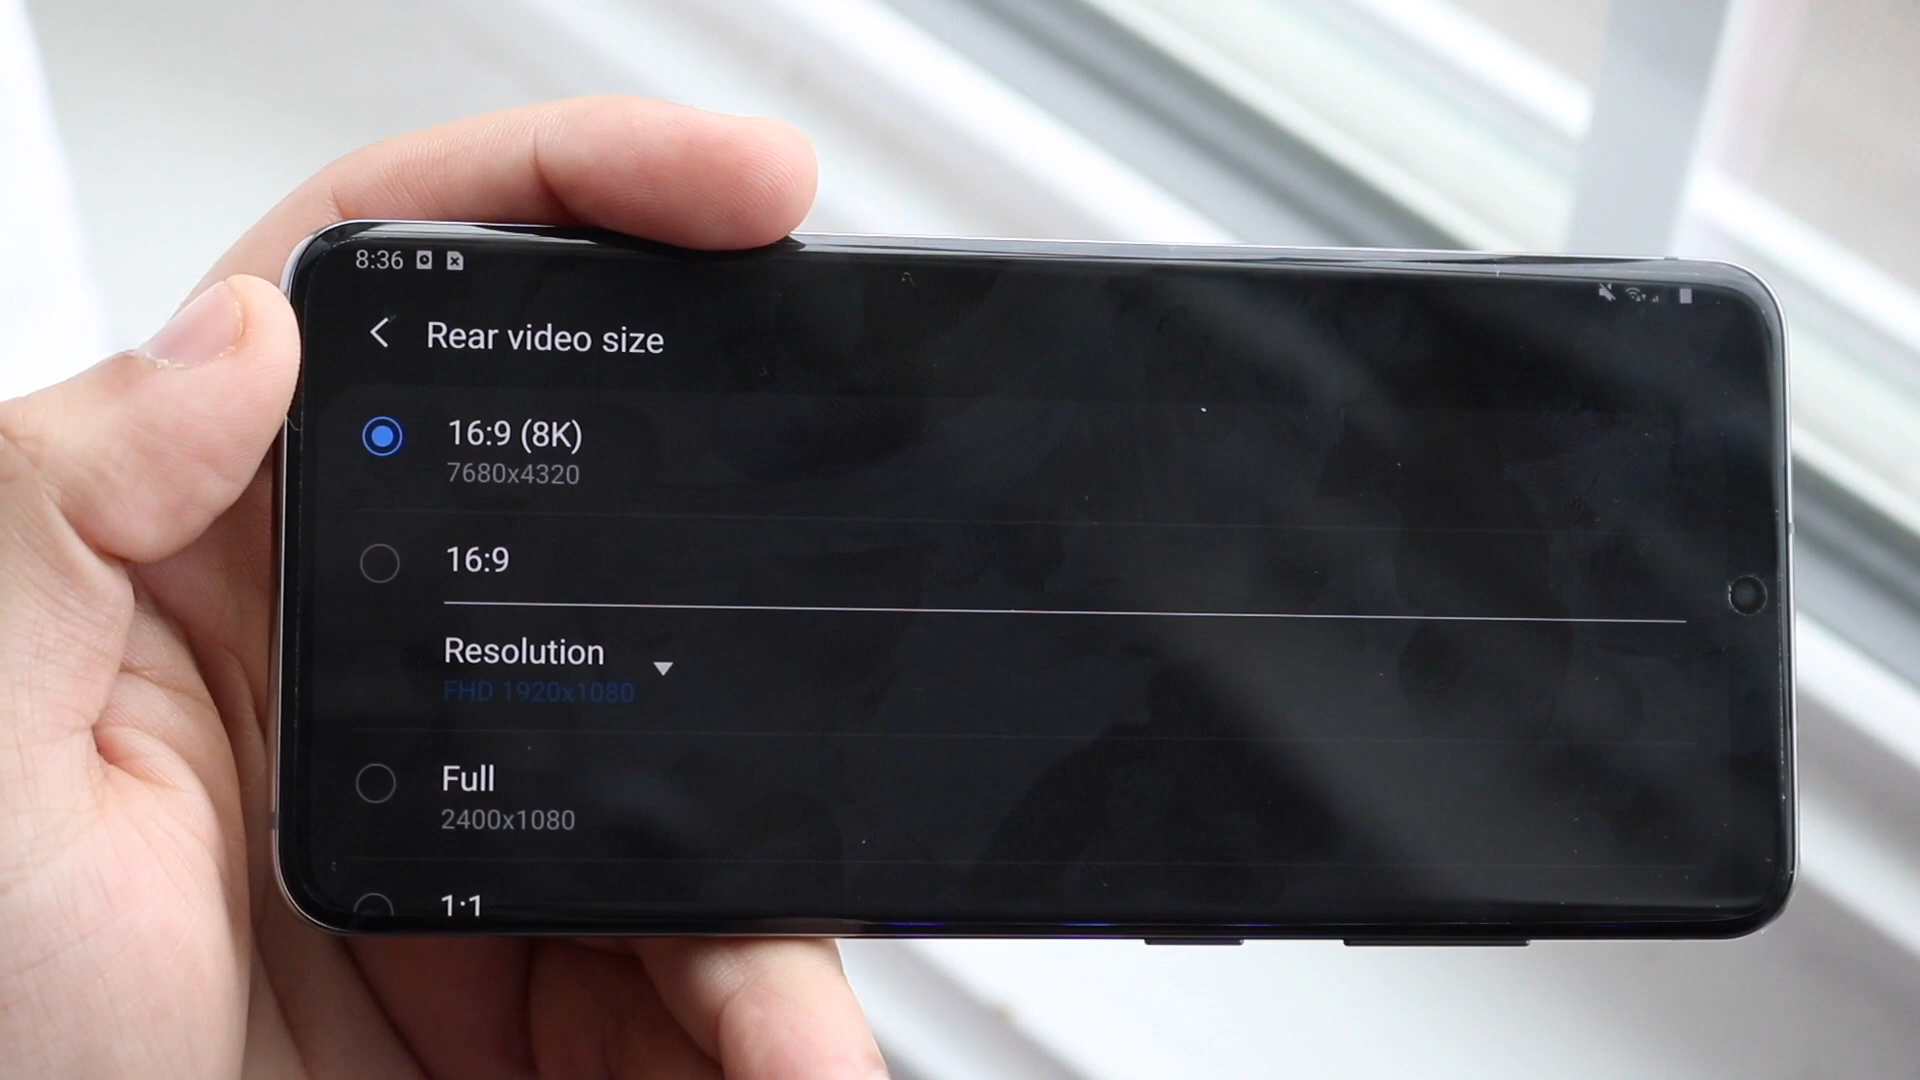 8:36
Rear video size
16:9 (8K)
7680x4320
16:9
Resolution
FHD 1920x1080
Full
2400x1080
1:1